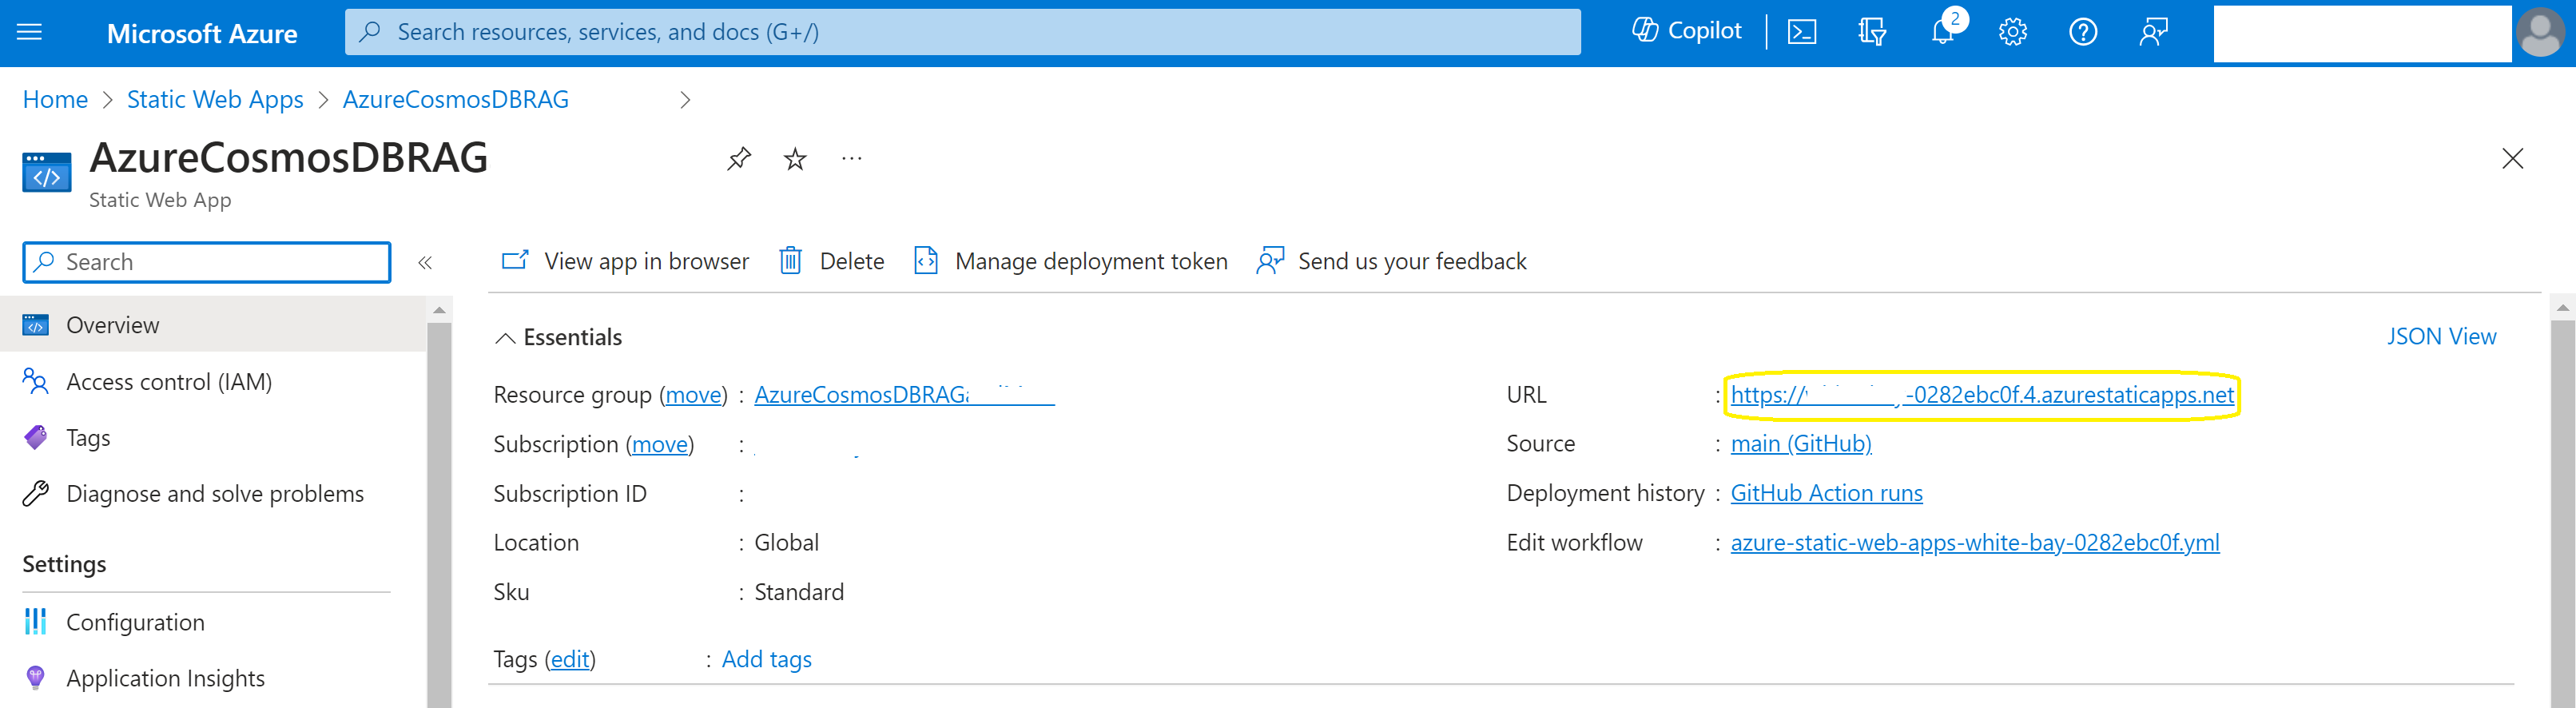 Microsoft Azure
Search resources, services, and docs (G+/)
Copilot
2
Home > Static Web Apps > AzureCosmosDBRAG >
AzureCosmosDBRAG
Static Web App
Search
View app in browser
Delete
Manage deployment token
Send us your feedback
Overview
Access control (IAM)
Tags
Diagnose and solve problems
Settings
Configuration
Application Insights
Essentials
JSON View
Resource group (move) : AzureCosmosDBRAG
Subscription (move) :
Subscription ID :
Location : Global
Sku : Standard
Tags (edit) : Add tags
URL : https:// -0282ebc0f.4.azurestaticapps.net
Source : main (GitHub)
Deployment history : GitHub Action runs
Edit workflow : azure-static-web-apps-white-bay-0282ebc0f.yml